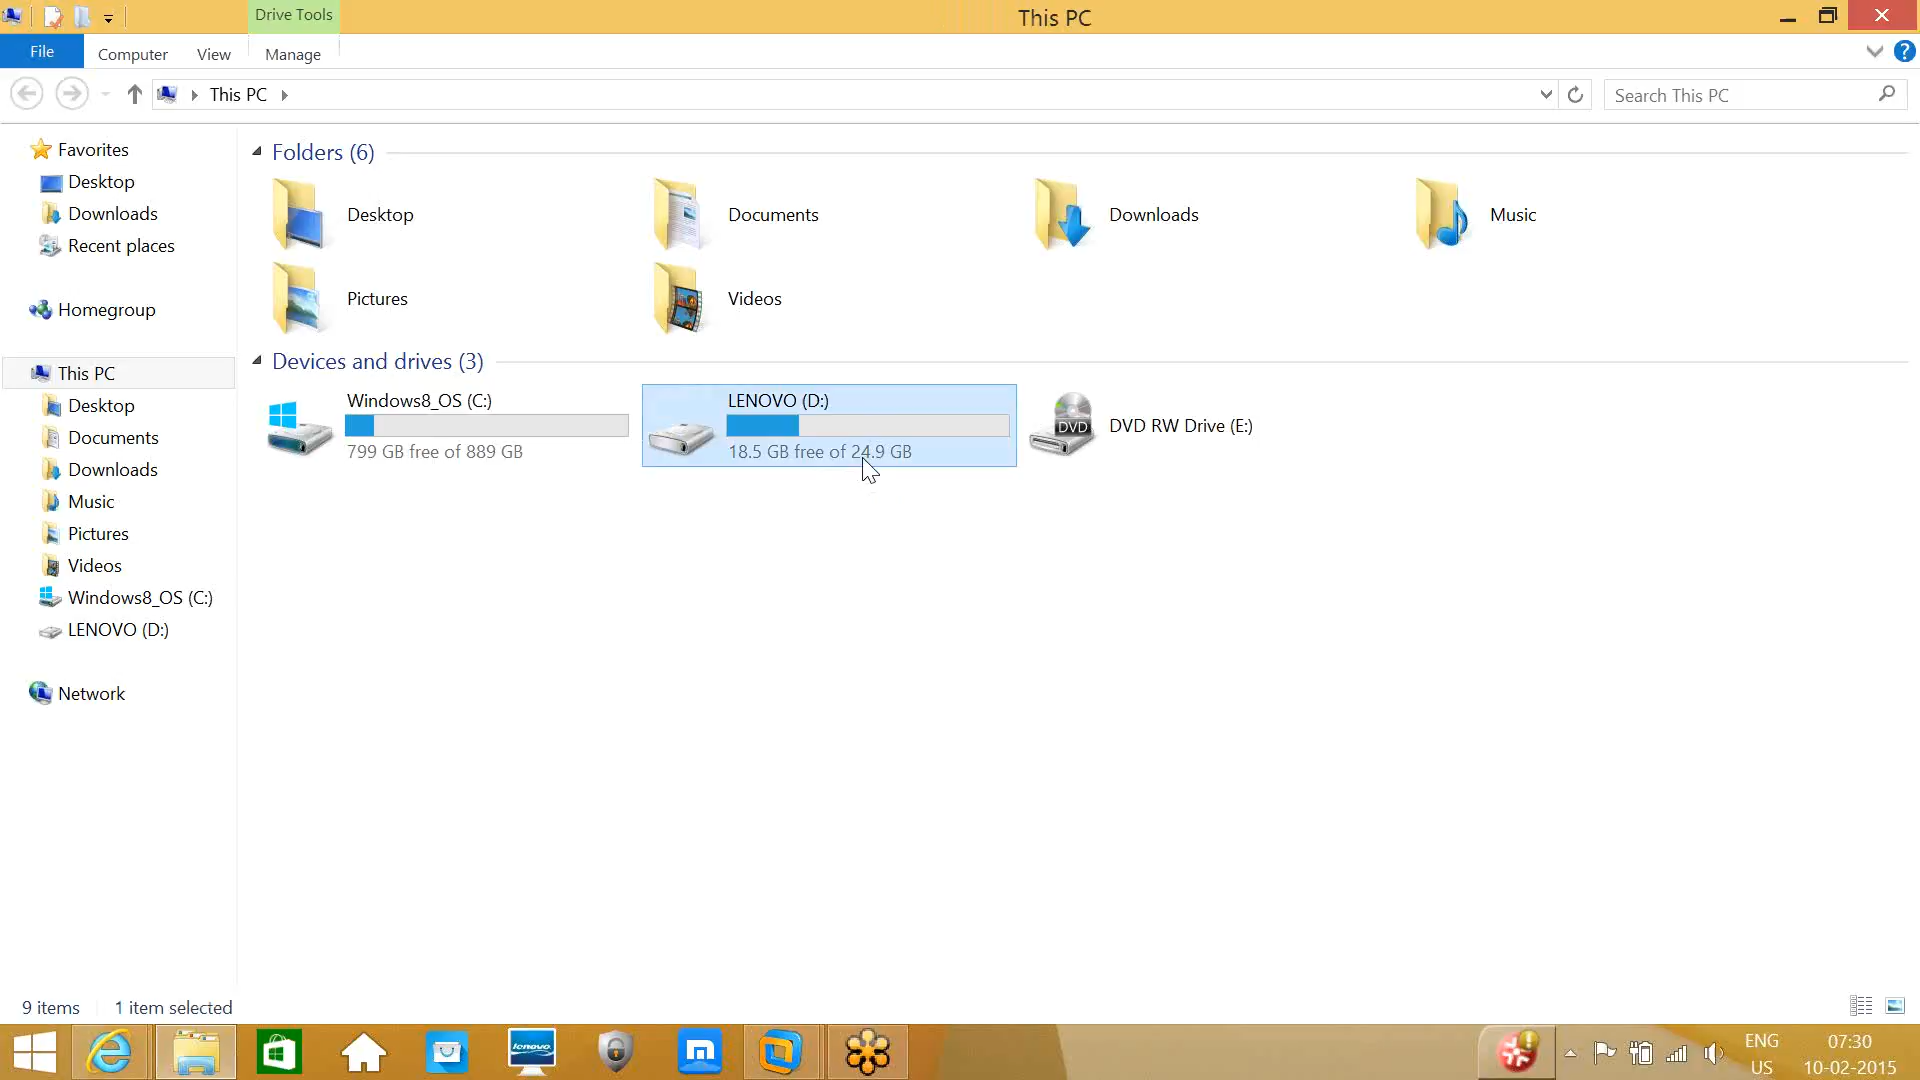 Drive Tools
This PC
File
Computer
View
Manage
This PC
Search This PC
Favorites
Desktop
Downloads
Recent places
Homegroup
This PC
Desktop
Documents
Downloads
Music
Pictures
Videos
Windows8_OS (C:)
LENOVO (D:)
Network
Folders (6)
Desktop
Documents
Downloads
Music
Pictures
Videos
Devices and drives (3)
Windows8_OS (C:)
799 GB free of 889 GB
LENOVO (D:)
18.5 GB free of 24.9 GB
DVD
DVD RW Drive (E:)
9 items
1 item selected
lenovo
ENG
US
07:30
10-02-2015